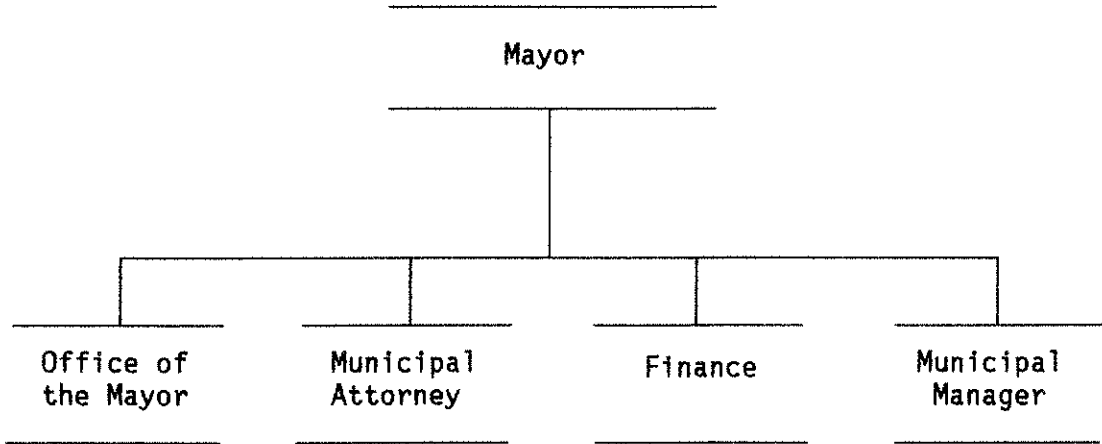 Mayor
Office of
the Mayor
Municipal
Attorney
Finance
Municipal
Manager